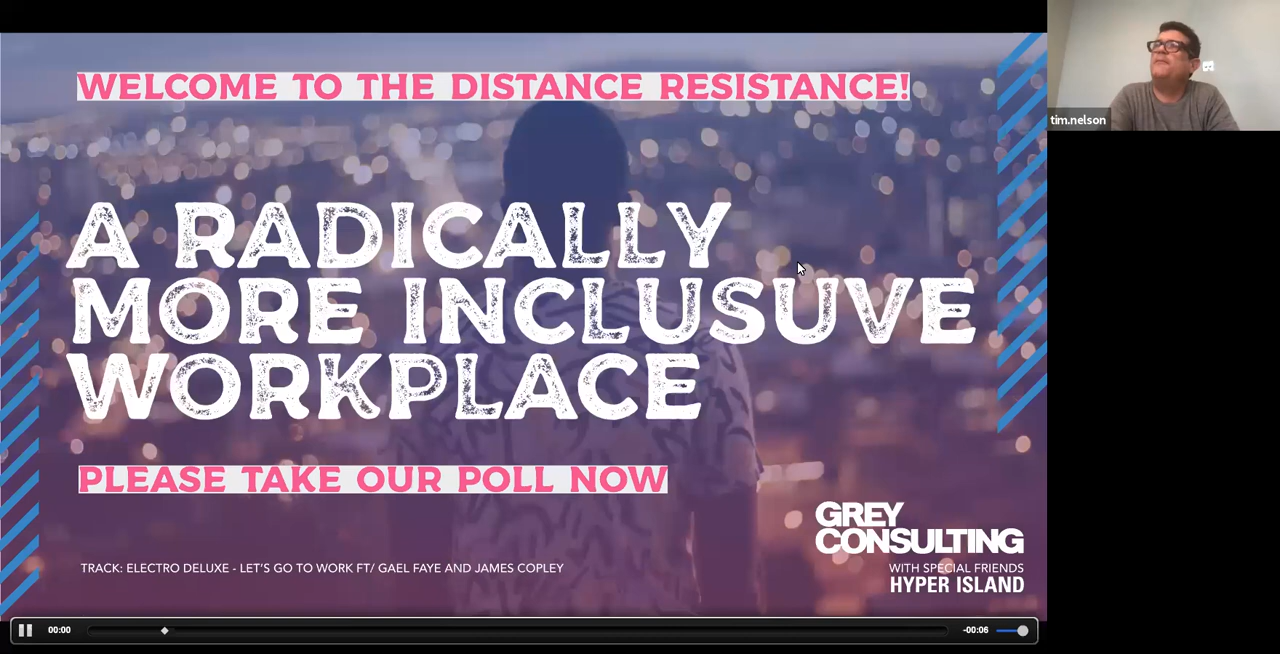 WELCOME TO THE DISTANCE RESISTANCE!
tim.nelson
A RADICALLY
MORE INCLUSUVE
WORKPLACE
PLEASE TAKE OUR POLL NOW
GREY
CONSULTING
TRACK: ELECTRO DELUXE - LET'S GO TO WORK FT/ GAEL FAYE AND JAMES COPLEY
WITH SPECIAL FRIENDS
HYPER ISLAND
00:00
-00:06